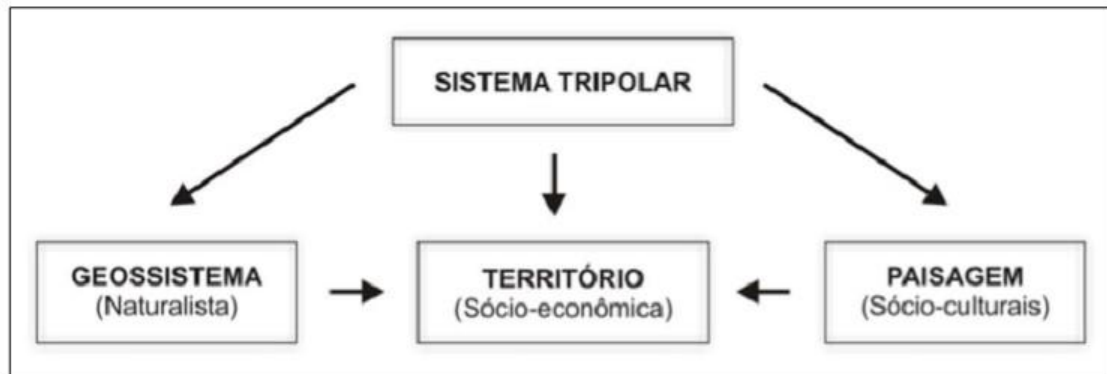 SISTEMA TRIPOLAR
GEOSSISTEMA
(Naturalista)
TERRITÓRIO
(Sócio-econômica)
PAISAGEM
(Sócio-culturais)